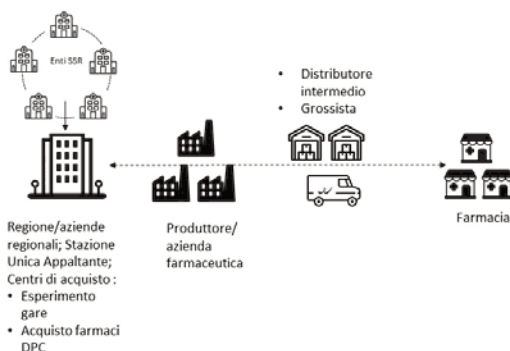 Enti SSR
• Distributore
intermedio
• Grossista
Regione/aziende
regionali; Stazione
Unica Appaltante;
Centri di acquisto :
• Esperimento
gare
• Acquisto farmaci
DPC
Produttore/
azienda
farmaceutica
Farmacia